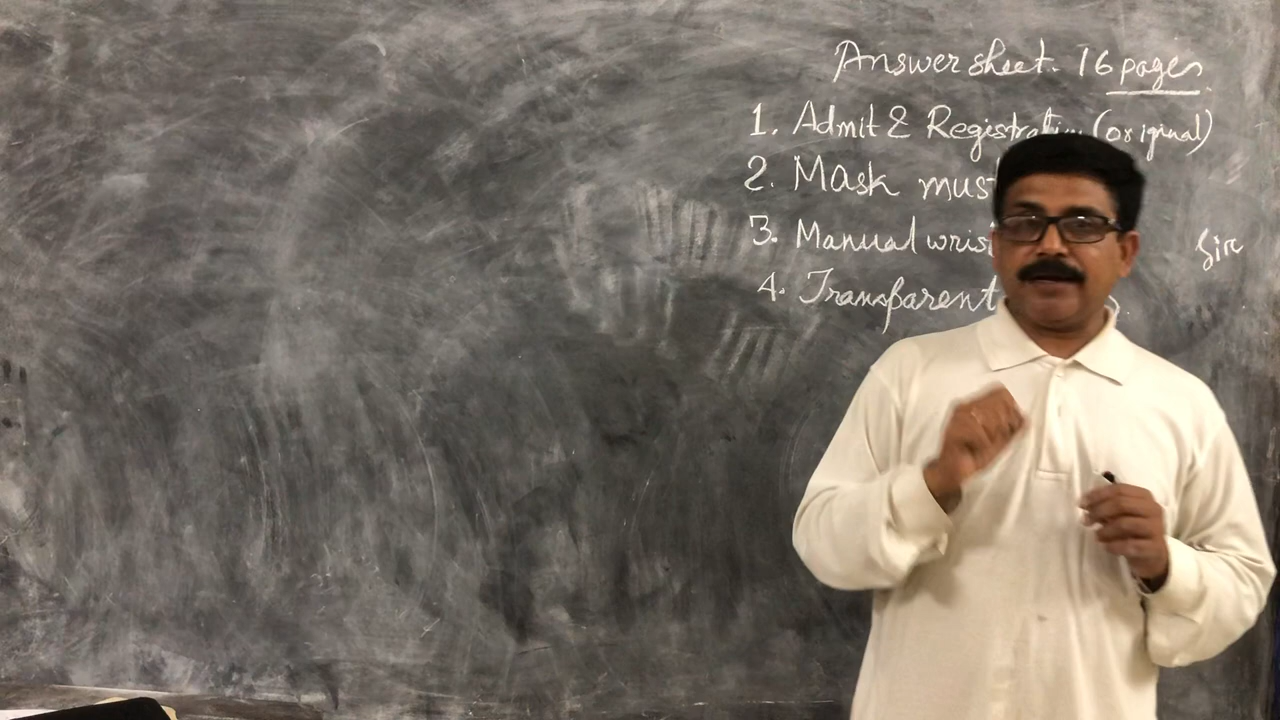 Answer sheet. 16 pages.
1. Admit & Registration (original)
2. Mask must
3. Manual wris
Sir
4. Transparent